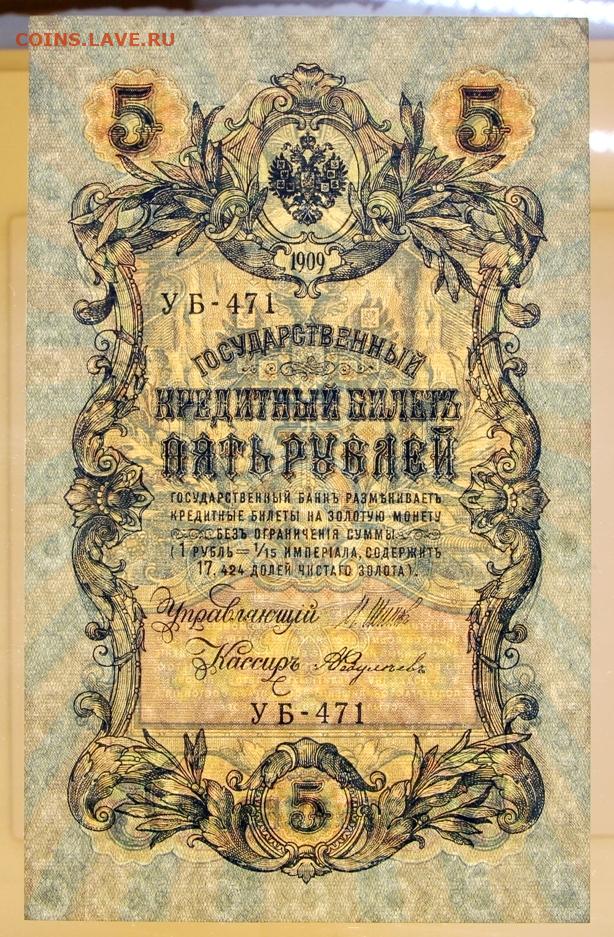 COINS.LAVE.RU
5 5
1909
УБ-471
ГОСУДАРСТВЕННЫЙ
КРЕДИТНЫЙ БИЛЕТЪ
ПЯТЬ РУБЛЕЙ
ГОСУДАРСТВЕННЫЙ БАНКЪ РАЗМѢНИВАЕТЪ
КРЕДИТНЫЕ БИЛЕТЫ НА ЗОЛОТУЮ МОНЕТУ
БЕЗЪ ОГРАНИЧЕНІЯ СУММЫ
(1 РУБЛЬ = 1/15 ИМПЕРІАЛА, СОДЕРЖИТЪ
17,424 ДОЛЕЙ ЧИСТАГО ЗОЛОТА).
Управляющій
Кассиръ
УБ-471
5